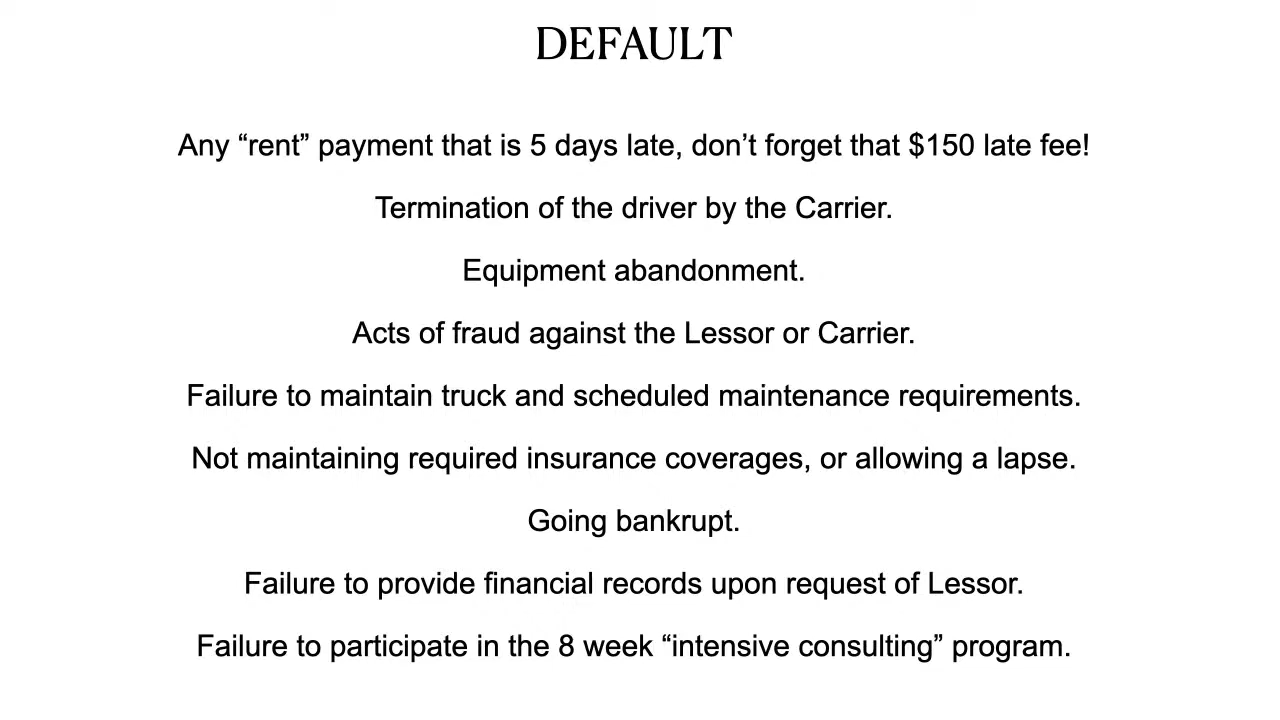 DEFAULT
Any “rent” payment that is 5 days late, don’t forget that $150 late fee!
Termination of the driver by the Carrier.
Equipment abandonment.
Acts of fraud against the Lessor or Carrier.
Failure to maintain truck and scheduled maintenance requirements.
Not maintaining required insurance coverages, or allowing a lapse.
Going bankrupt.
Failure to provide financial records upon request of Lessor.
Failure to participate in the 8 week “intensive consulting” program.